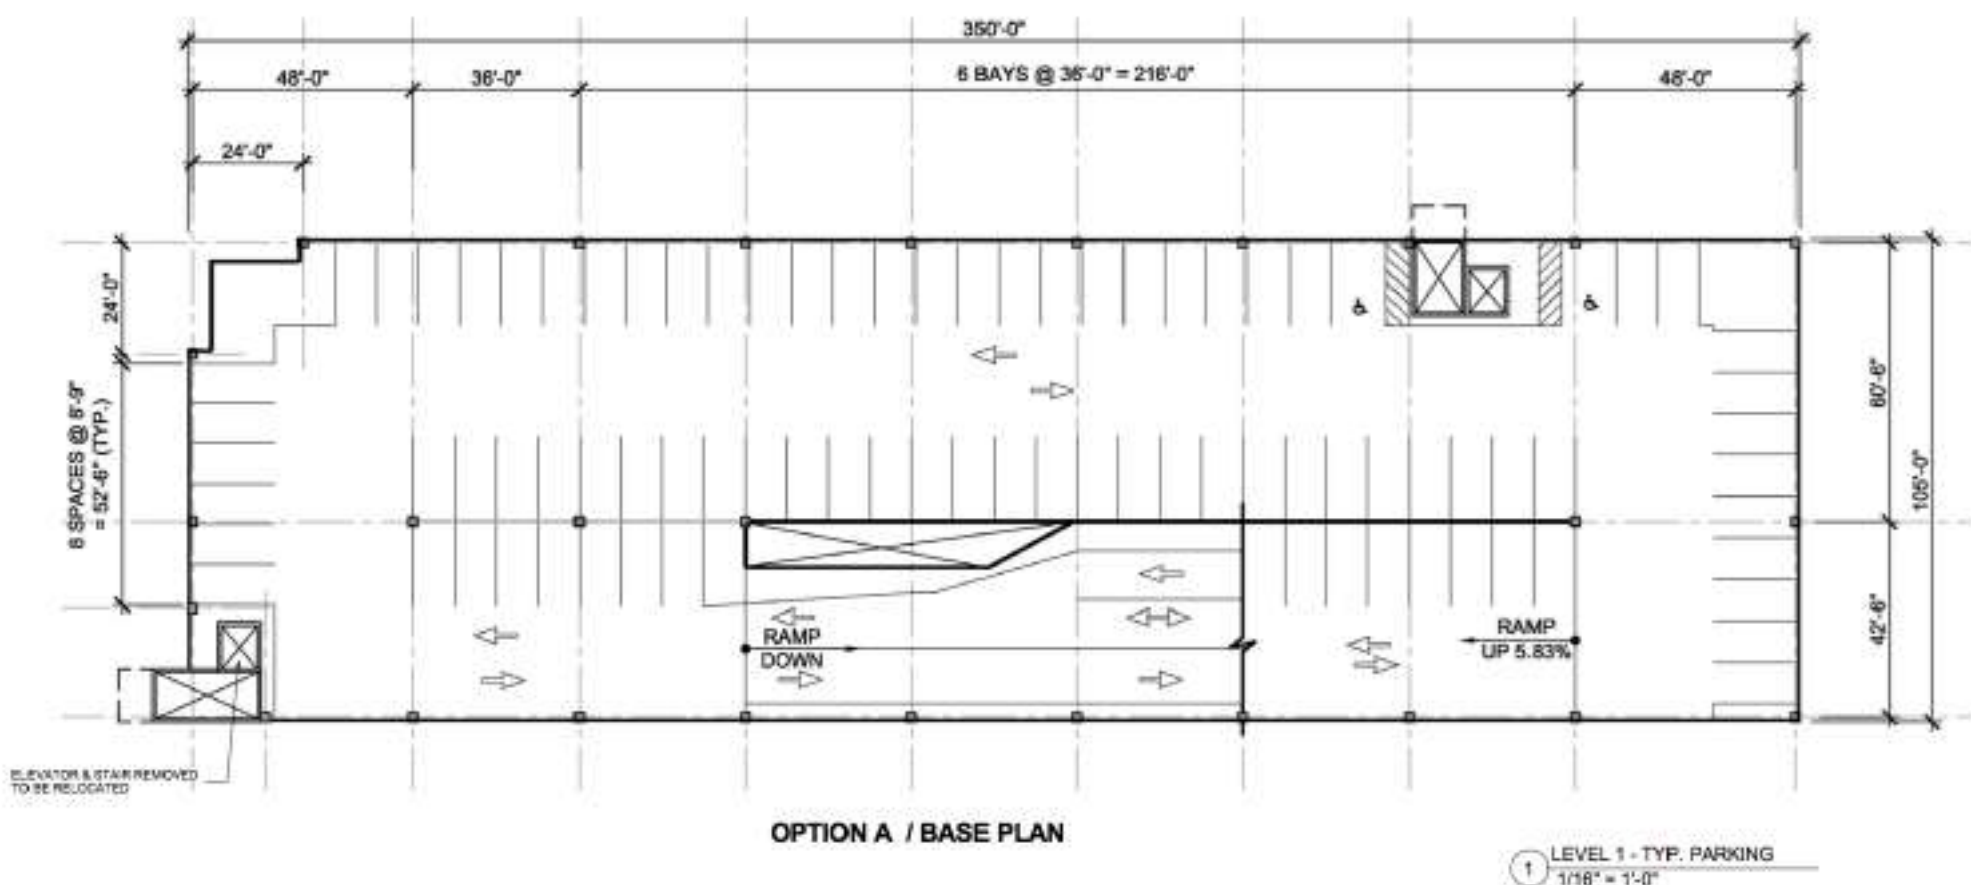 350'-0"
48'-0"
36'-0"
6 BAYS @ 36'-0" = 216'-0"
48'-0"
24'-0"
24'-0"
6 SPACES @ 8'-9"
= 52'-6" (TYP.)
60'-6"
105'-0"
42'-6"
RAMP
DOWN
RAMP
UP 5.83%
ELEVATOR & STAIR REMOVED
TO BE RELOCATED
OPTION A / BASE PLAN
1
LEVEL 1 - TYP. PARKING
1/16" = 1'-0"